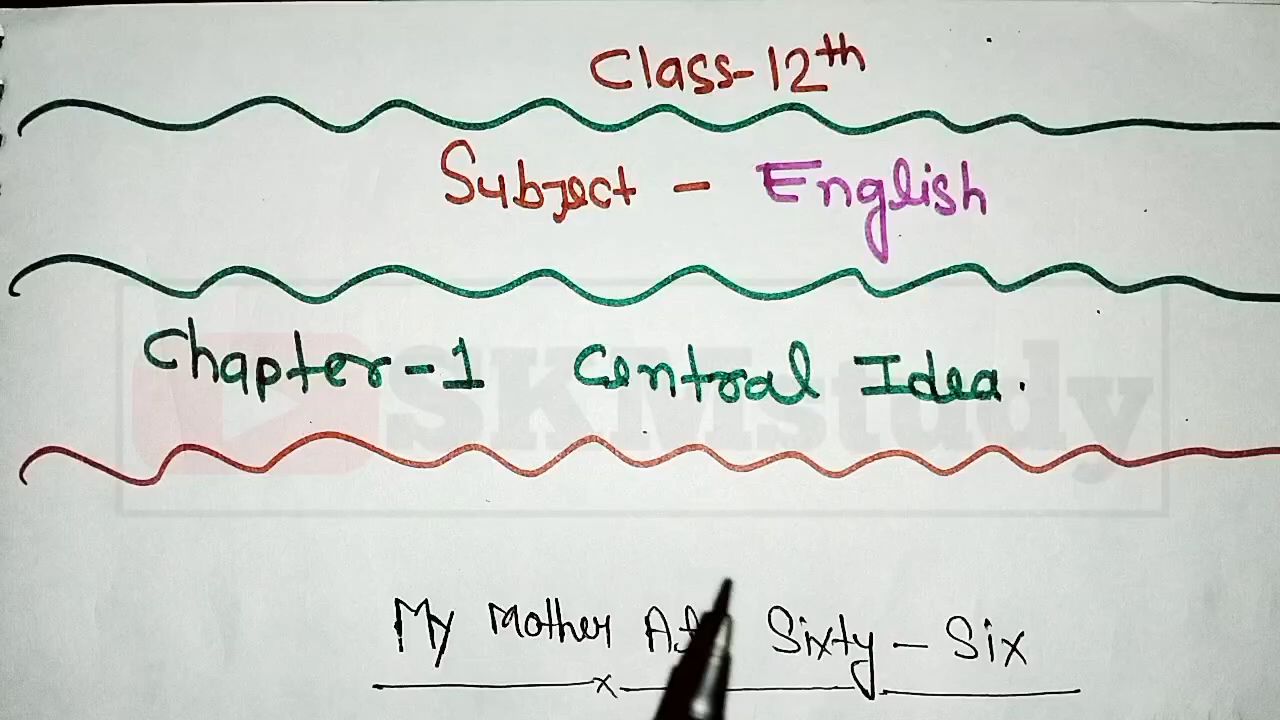 Class-12th
Subject - English
Chapter-1 Central Idea.
SKMstudy
My Mother At Sixty - Six